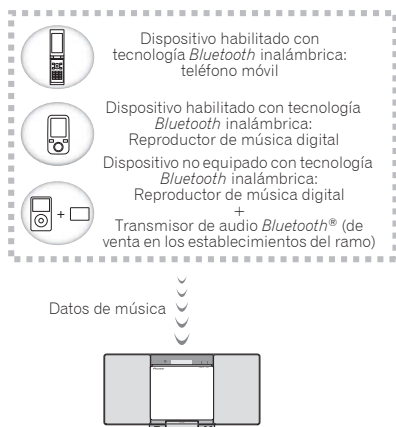 Dispositivo habilitado con
tecnología Bluetooth inalámbrica:
teléfono móvil
Dispositivo habilitado con tecnología
Bluetooth inalámbrica:
Reproductor de música digital
Dispositivo no equipado con tecnología
Bluetooth inalámbrica:
Reproductor de música digital
+
+
Transmisor de audio Bluetooth® (de
venta en los establecimientos del ramo)
Datos de música